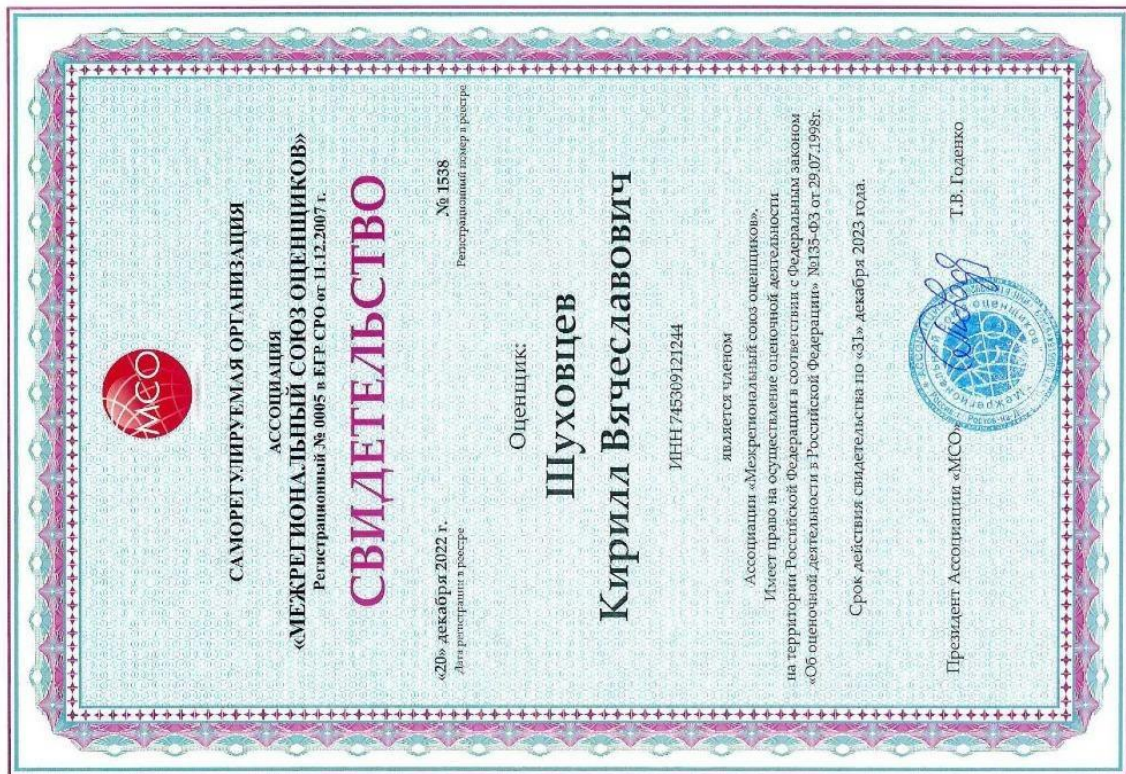 МСО
САМОРЕГУЛИРУЕМАЯ ОРГАНИЗАЦИЯ
АССОЦИАЦИЯ
«МЕЖРЕГИОНАЛЬНЫЙ СОЮЗ ОЦЕНЩИКОВ»
Регистрационный № 0005 в ЕГР СРО от 11.12.2007 г.
СВИДЕТЕЛЬСТВО
«20» декабря 2022 г. № 1538
Дата регистрации в реестре Регистрационный номер в реестре
Оценщик:
Шуховцев
Кирилл Вячеславович
ИНН 745309121244
является членом
Ассоциации «Межрегиональный союз оценщиков».
Имеет право на осуществление оценочной деятельности
на территории Российской Федерации в соответствии с Федеральным законом
«Об оценочной деятельности в Российской Федерации» №135-ФЗ от 29.07.1998г.
Срок действия свидетельства по «31» декабря 2023 года.
Президент Ассоциации «МСО» Т.В. Годенко